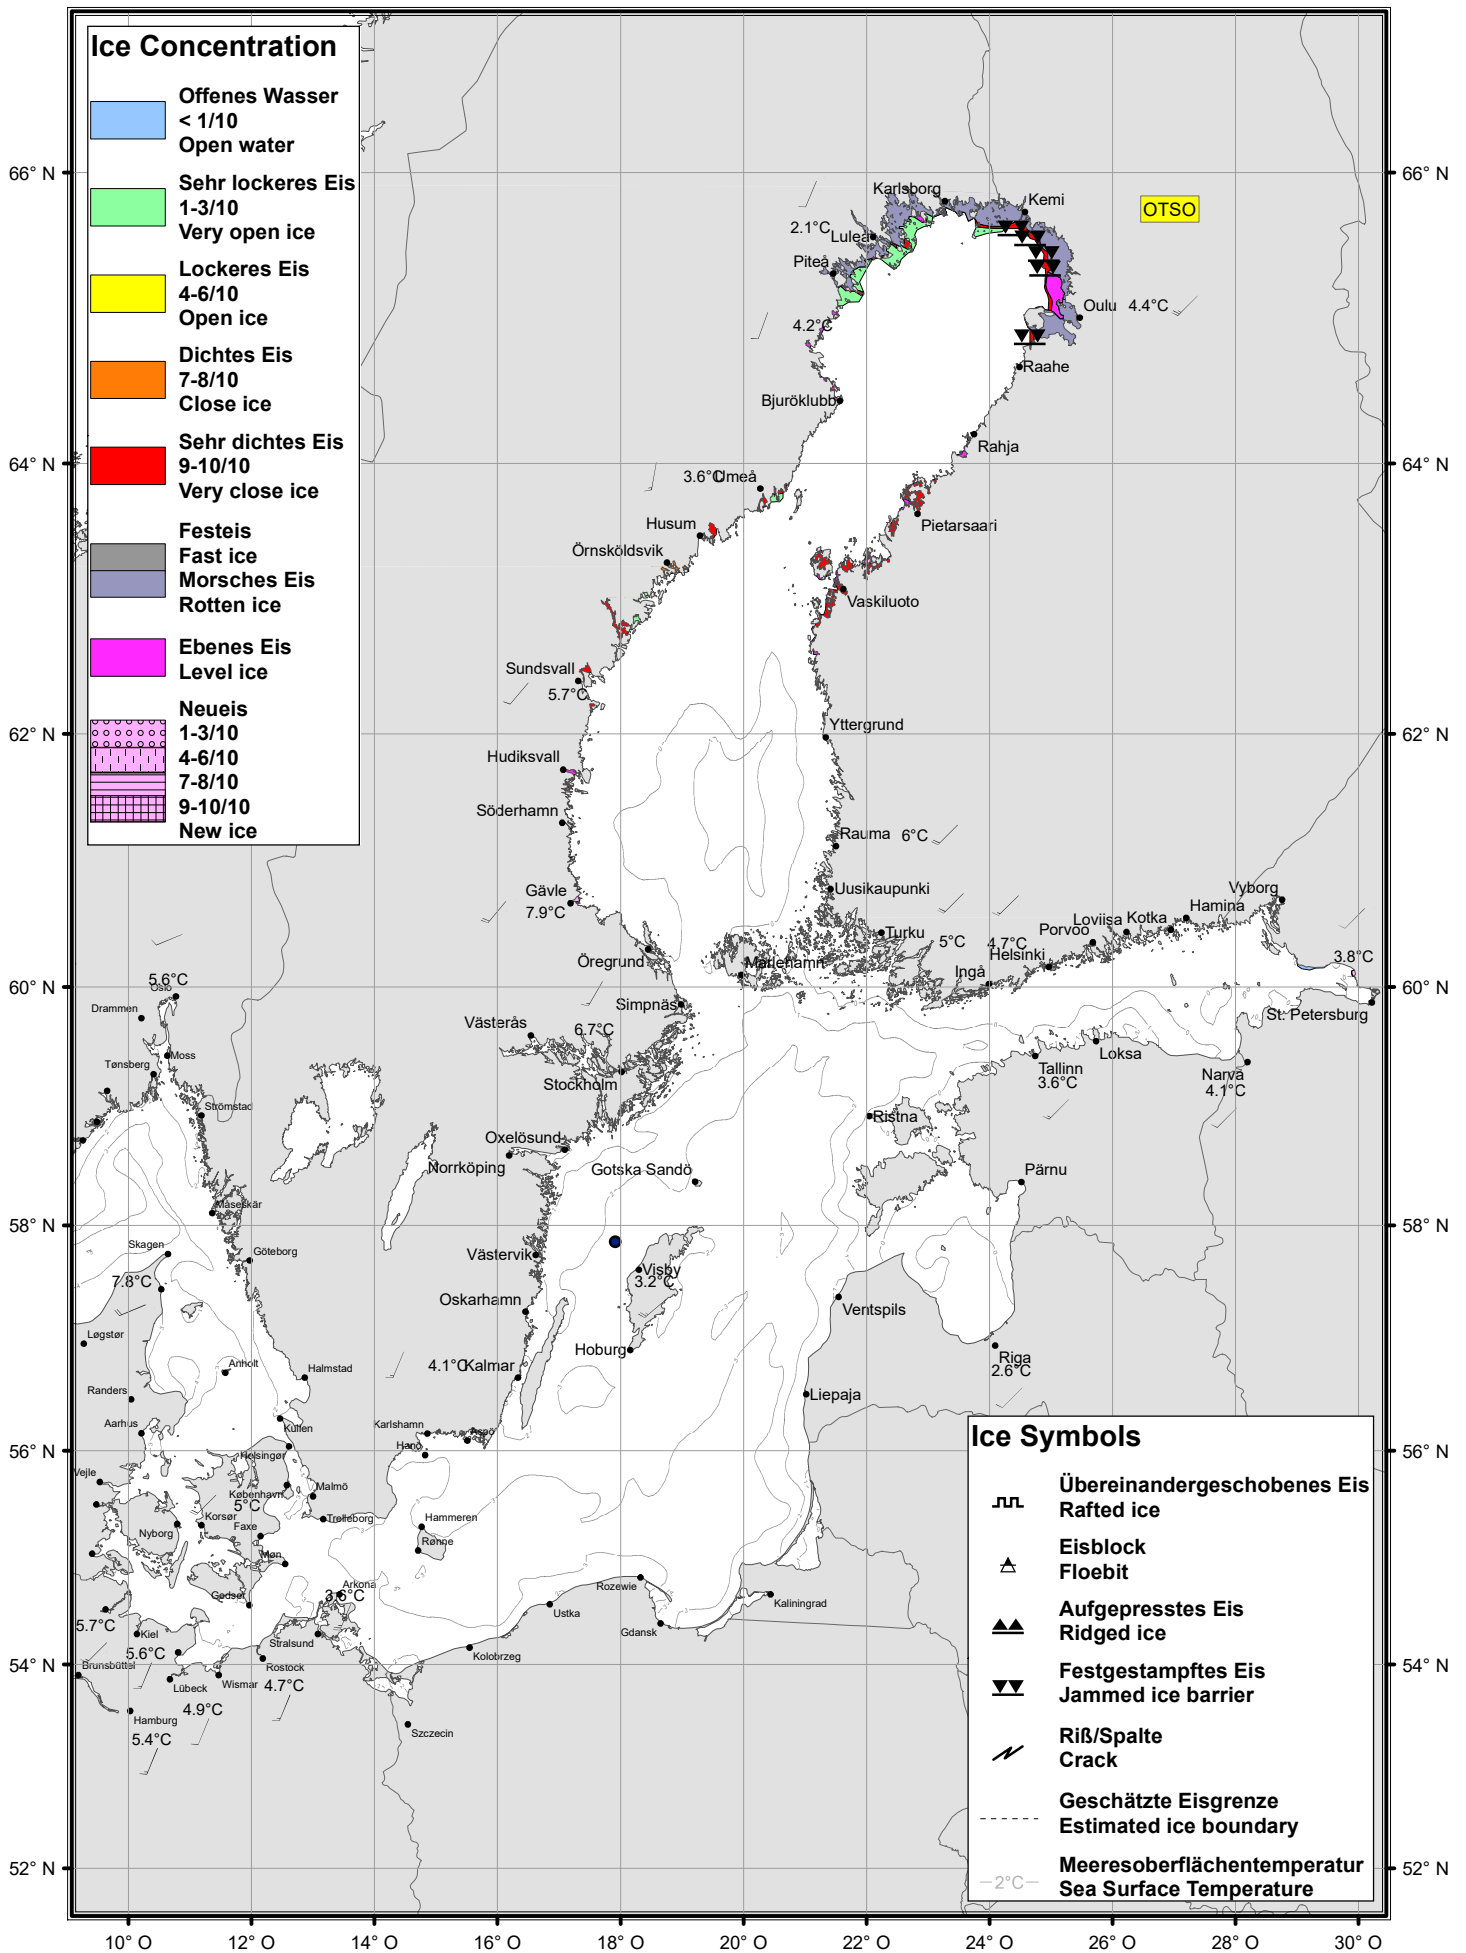 Ice Concentration
Offenes Wasser
< 1/10
Open water
Sehr lockeres Eis
1-3/10
Very open ice
Lockeres Eis
4-6/10
Open ice
Dichtes Eis
7-8/10
Close ice
Sehr dichtes Eis
9-10/10
Very close ice
Festeis
Fast ice
Morsches Eis
Rotten ice
Ebenes Eis
Level ice
Neueis
1-3/10
4-6/10
7-8/10
9-10/10
New ice
66° N
66° N
64° N
64° N
62° N
62° N
60° N
60° N
58° N
58° N
56° N
56° N
54° N
54° N
52° N
52° N
Karlsborg
Kemi
OTSO
2.1°C
Lulea
Piteå
4.2°C
Oulu
4.4°C
Raahe
Bjuröklubb
Rahja
3.6°C
Umeå
Husum
Pietarsaari
Örnsköldsvik
Vaskiluoto
Sundsvall
5.7°C
Yttergrund
Hudiksvall
Söderhamn
Rauma
6°C
Gävle
7.9°C
Uusikaupunki
Vyborg
Hamina
Loviisa
Kotka
Porvoo
Turku
5°C
4.7°C
Helsinki
3.8°C
Öregrund
Mariehamn
Ingå
5.6°C
Oslo
Drammen
Simpnäs
St. Petersburg
Västerås
6.7°C
Moss
Tønsberg
Stockholm
Loksa
Tallinn
3.6°C
Narva
4.1°C
Strömstad
Ristna
Oxelösund
Norrköping
Gotska Sandö
Pärnu
Måseskär
Skagen
Göteborg
Västervik
Visby
3.2°C
7.8°C
Oskarhamn
Ventspils
Løgstør
Hoburg
Riga
2.6°C
Anholt
Halmstad
4.1°C
Kalmar
Liepaja
Randers
Aarhus
Kullen
Karlshamn
Aspö
Hanö
Helsingør
Vejle
København
5°C
Malmö
Korsør
Trelleborg
Hammeren
Nyborg
Faxe
Rønne
Møn
Gedser
Arkona
3.6°C
Rozewie
Kaliningrad
5.7°C
Ustka
Gdansk
Kiel
Stralsund
5.6°C
Kolobrzeg
Brunsbüttel
Rostock
4.7°C
Lübeck
Wismar
4.9°C
Hamburg
5.4°C
Szczecin
Ice Symbols
Übereinandergeschobenes Eis
Rafted ice
Eisblock
Floebit
Aufgepresstes Eis
Ridged ice
Festgestampftes Eis
Jammed ice barrier
Riß/Spalte
Crack
Geschätzte Eisgrenze
Estimated ice boundary
2°C
Meeresoberflächentemperatur
Sea Surface Temperature
10° O
12° O
14° O
16° O
18° O
20° O
22° O
24° O
26° O
28° O
30° O